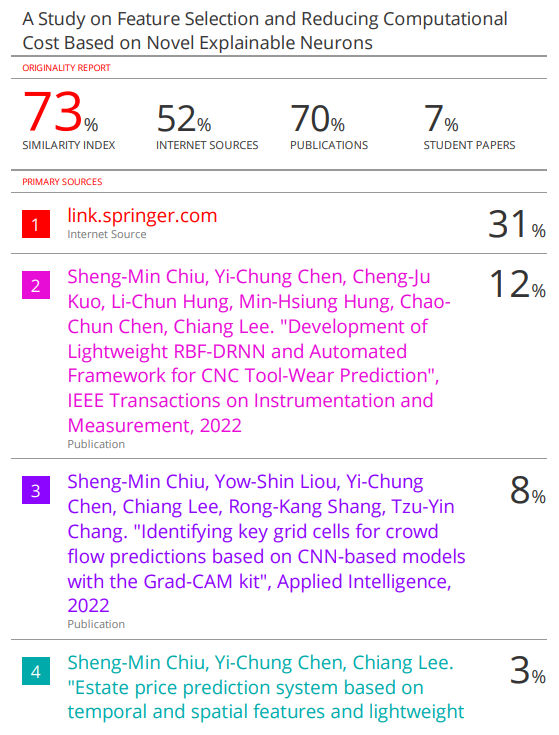 A Study on Feature Selection and Reducing Computational
Cost Based on Novel Explainable Neurons
ORIGINALITY REPORT
73%
SIMILARITY INDEX
52%
INTERNET SOURCES
70%
PUBLICATIONS
7%
STUDENT PAPERS
PRIMARY SOURCES
1
link.springer.com
Internet Source
31%
2
Sheng-Min Chiu, Yi-Chung Chen, Cheng-Ju
Kuo, Li-Chun Hung, Min-Hsiung Hung, Chao-
Chun Chen, Chiang Lee. "Development of
Lightweight RBF-DRNN and Automated
Framework for CNC Tool-Wear Prediction",
IEEE Transactions on Instrumentation and
Measurement, 2022
Publication
12%
3
Sheng-Min Chiu, Yow-Shin Liou, Yi-Chung
Chen, Chiang Lee, Rong-Kang Shang, Tzu-Yin
Chang. "Identifying key grid cells for crowd
flow predictions based on CNN-based models
with the Grad-CAM kit", Applied Intelligence,
2022
Publication
8%
4
Sheng-Min Chiu, Yi-Chung Chen, Chiang Lee.
"Estate price prediction system based on
temporal and spatial features and lightweight
3%